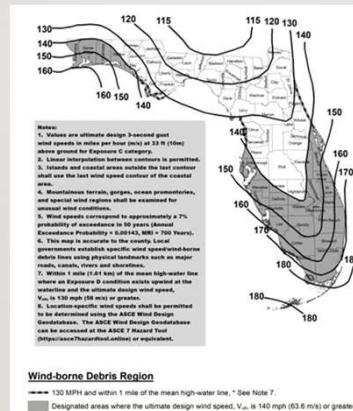 115
120
115
120
130
130
140
140
150
160
160
150
140
140
150
150
160
160
170
170
180
180
180
180
Notes:
1. Values are ultimate design 3-second gust
wind speeds in miles per hour (m/s) at 33 ft (10m)
above ground for Exposure C category.
2. Linear interpolation between contours is permitted.
3. Islands and coastal areas outside the last contour
shall use the last wind speed contour of the coastal
area.
4. Mountainous terrain, gorges, ocean promontories,
and special wind regions shall be examined for
unusual wind conditions.
5. Wind speeds correspond to approximately a 7%
probability of exceedance in 50 years (Annual
Exceedance Probability = 0.00143, MRI = 700 Years).
6. This map is accurate to the county. Local
governments establish specific wind speed/wind-borne
debris lines using physical landmarks such as major
roads, canals, rivers and shorelines.
7. Within 1 mile (1.61 km) of the mean high-water line
where an Exposure D condition exists upwind at the
waterline and the ultimate design wind speed,
Vult, is 130 mph (58 m/s) or greater.
8. Location-specific wind speeds shall be permitted
to be determined using the ASCE Wind Design
Geodatabase. The ASCE Wind Design Geodatabase
can be accessed at the ASCE 7 Hazard Tool
(https://asce7hazardtool.online) or equivalent.
Wind-borne Debris Region
130 MPH and within 1 mile of the mean high-water line, * See Note 7.
Designated areas where the ultimate design wind speed, Vult, is 140 mph (63.6 m/s) or greater